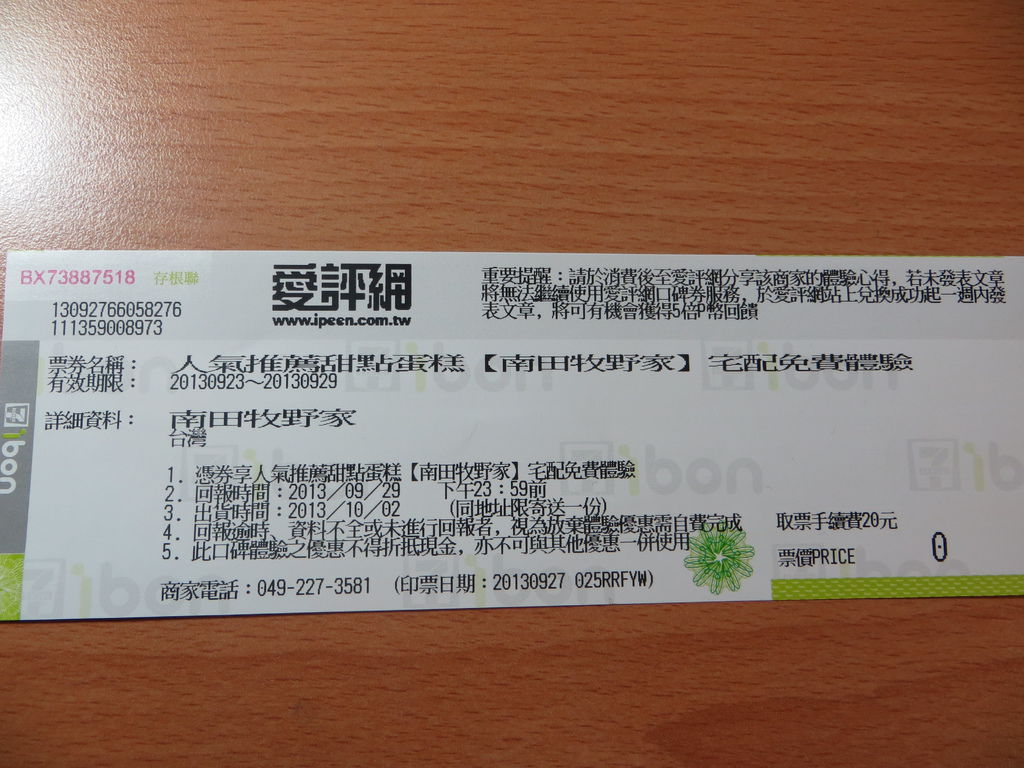 BX73887518 存根聯
13092766058276
111359008973
愛評網
www.ipeen.com.tw
重要提醒：請於消費後至愛評網分享該商家的體驗心得，若未發表文章
將無法繼續使用愛評網口碑券服務，於愛評網站上兌換成功起一週內發
表文章，將可有機會獲得5倍P幣回饋
票券名稱： 人氣推薦甜點蛋糕【南田牧野家】宅配免費體驗
有效期限： 20130923～20130929
詳細資料： 南田牧野家
台灣
1. 憑券享人氣推薦甜點蛋糕【南田牧野家】宅配免費體驗
2. 回報時間：2013／09／29 下午23：59前
3. 出貨時間：2013／10／02 (同地址限寄送一份)
4. 回報逾時、資料不全或未進行回報者，視為放棄體驗優惠需自費完成
5. 此口碑體驗之優惠不得折抵現金，亦不可與其他優惠一併使用
取票手續費20元
票價PRICE 0
商家電話：049-227-3581 (印票日期：20130927 025RRFYW)
ibon